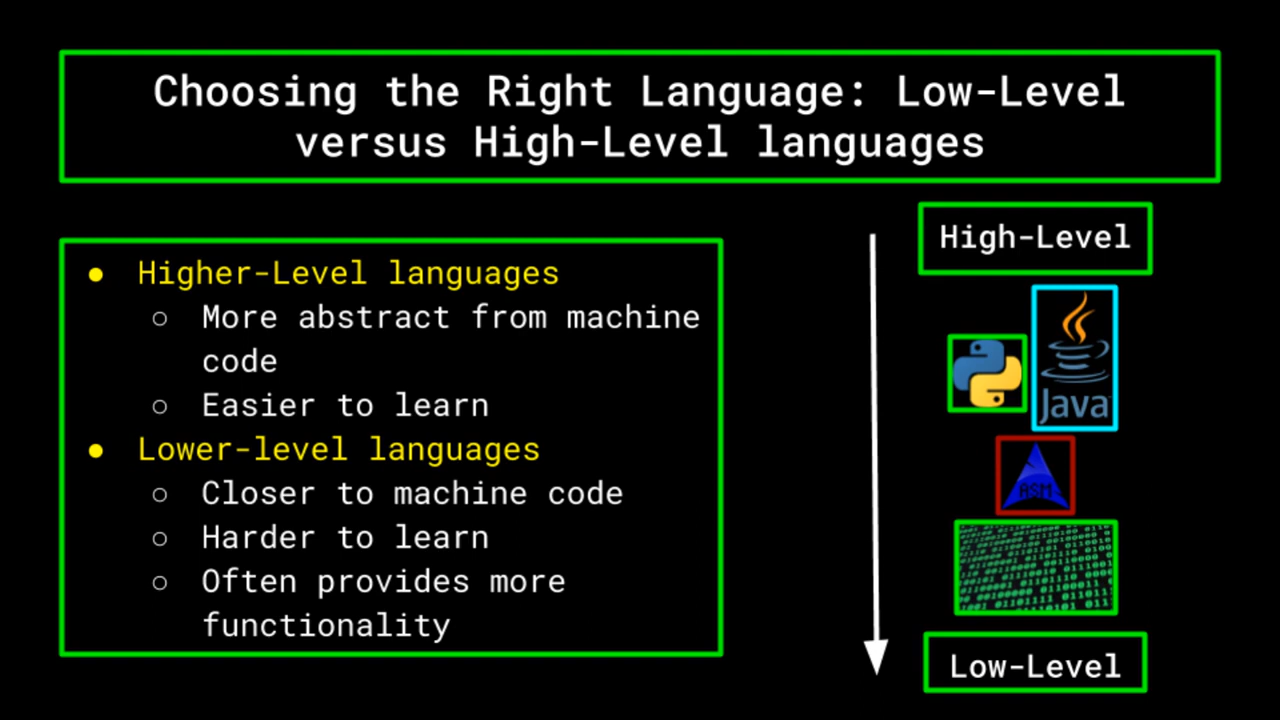 Choosing the Right Language: Low-Level
versus High-Level languages
● Higher-Level languages
○ More abstract from machine
code
○ Easier to learn
● Lower-level languages
○ Closer to machine code
○ Harder to learn
○ Often provides more
functionality
High-Level
Java
ASM
Low-Level